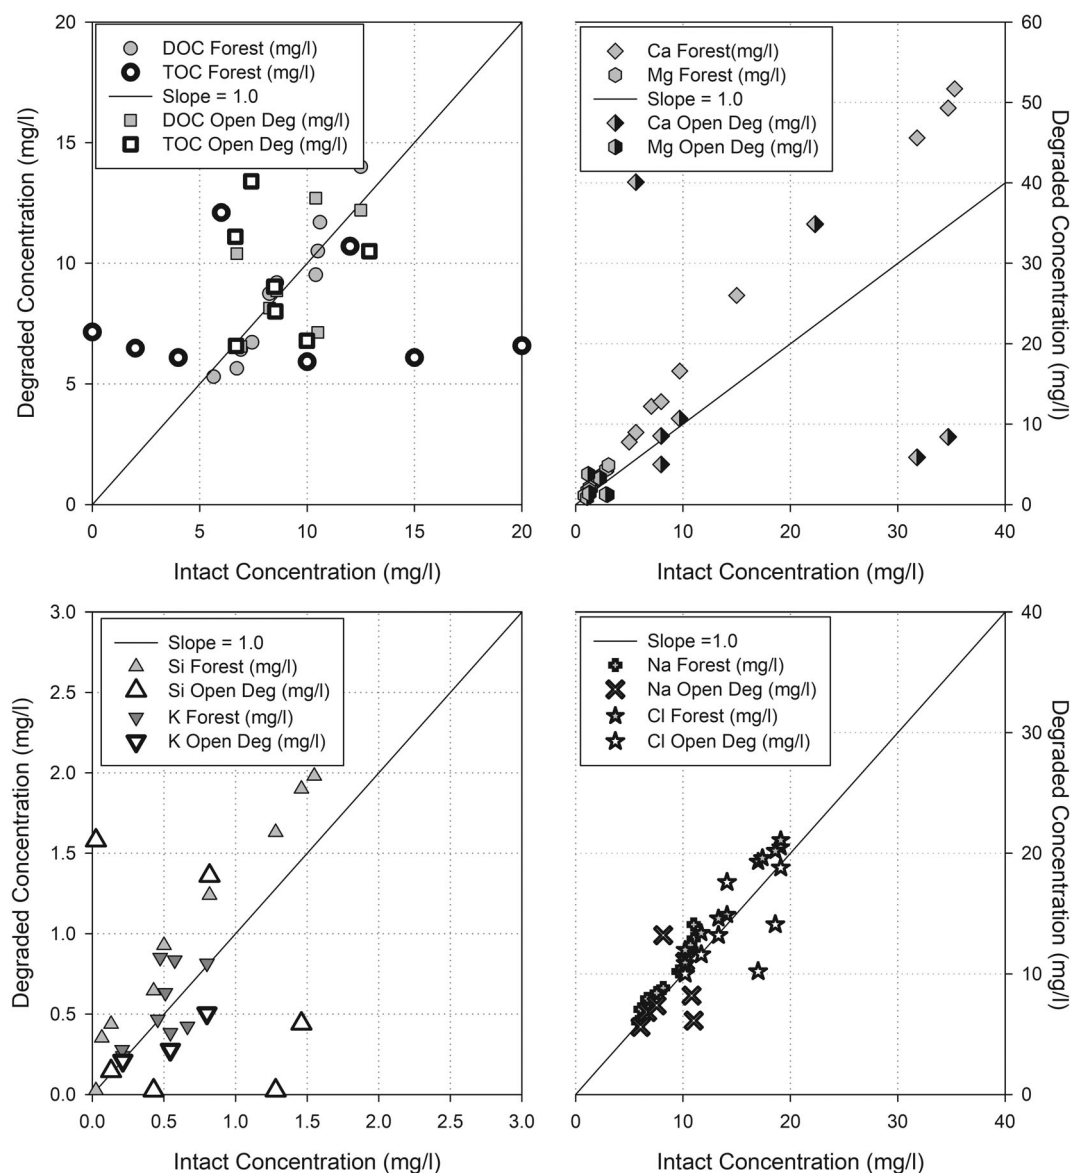 20
15
10
5
0
Degraded Concentration (mg/l)
DOC Forest (mg/l)
TOC Forest (mg/l)
Slope = 1.0
DOC Open Deg (mg/l)
TOC Open Deg (mg/l)
0 5 10 15 20
Intact Concentration (mg/l)
Ca Forest(mg/l)
Mg Forest (mg/l)
Slope = 1.0
Ca Open Deg (mg/l)
Mg Open Deg (mg/l)
60
50
40
30
20
10
0
Degraded Concentration (mg/l)
0 10 20 30 40
Intact Concentration (mg/l)
3.0
2.5
2.0
1.5
1.0
0.5
0.0
Degraded Concentration (mg/l)
Slope = 1.0
Si Forest (mg/l)
Si Open Deg (mg/l)
K Forest (mg/l)
K Open Deg (mg/l)
0.0 0.5 1.0 1.5 2.0 2.5 3.0
Intact Concentration (mg/l)
Slope =1.0
Na Forest (mg/l)
Na Open Deg (mg/l)
Cl Forest (mg/l)
Cl Open Deg (mg/l)
40
30
20
10
0
Degraded Concentration (mg/l)
0 10 20 30 40
Intact Concentration (mg/l)